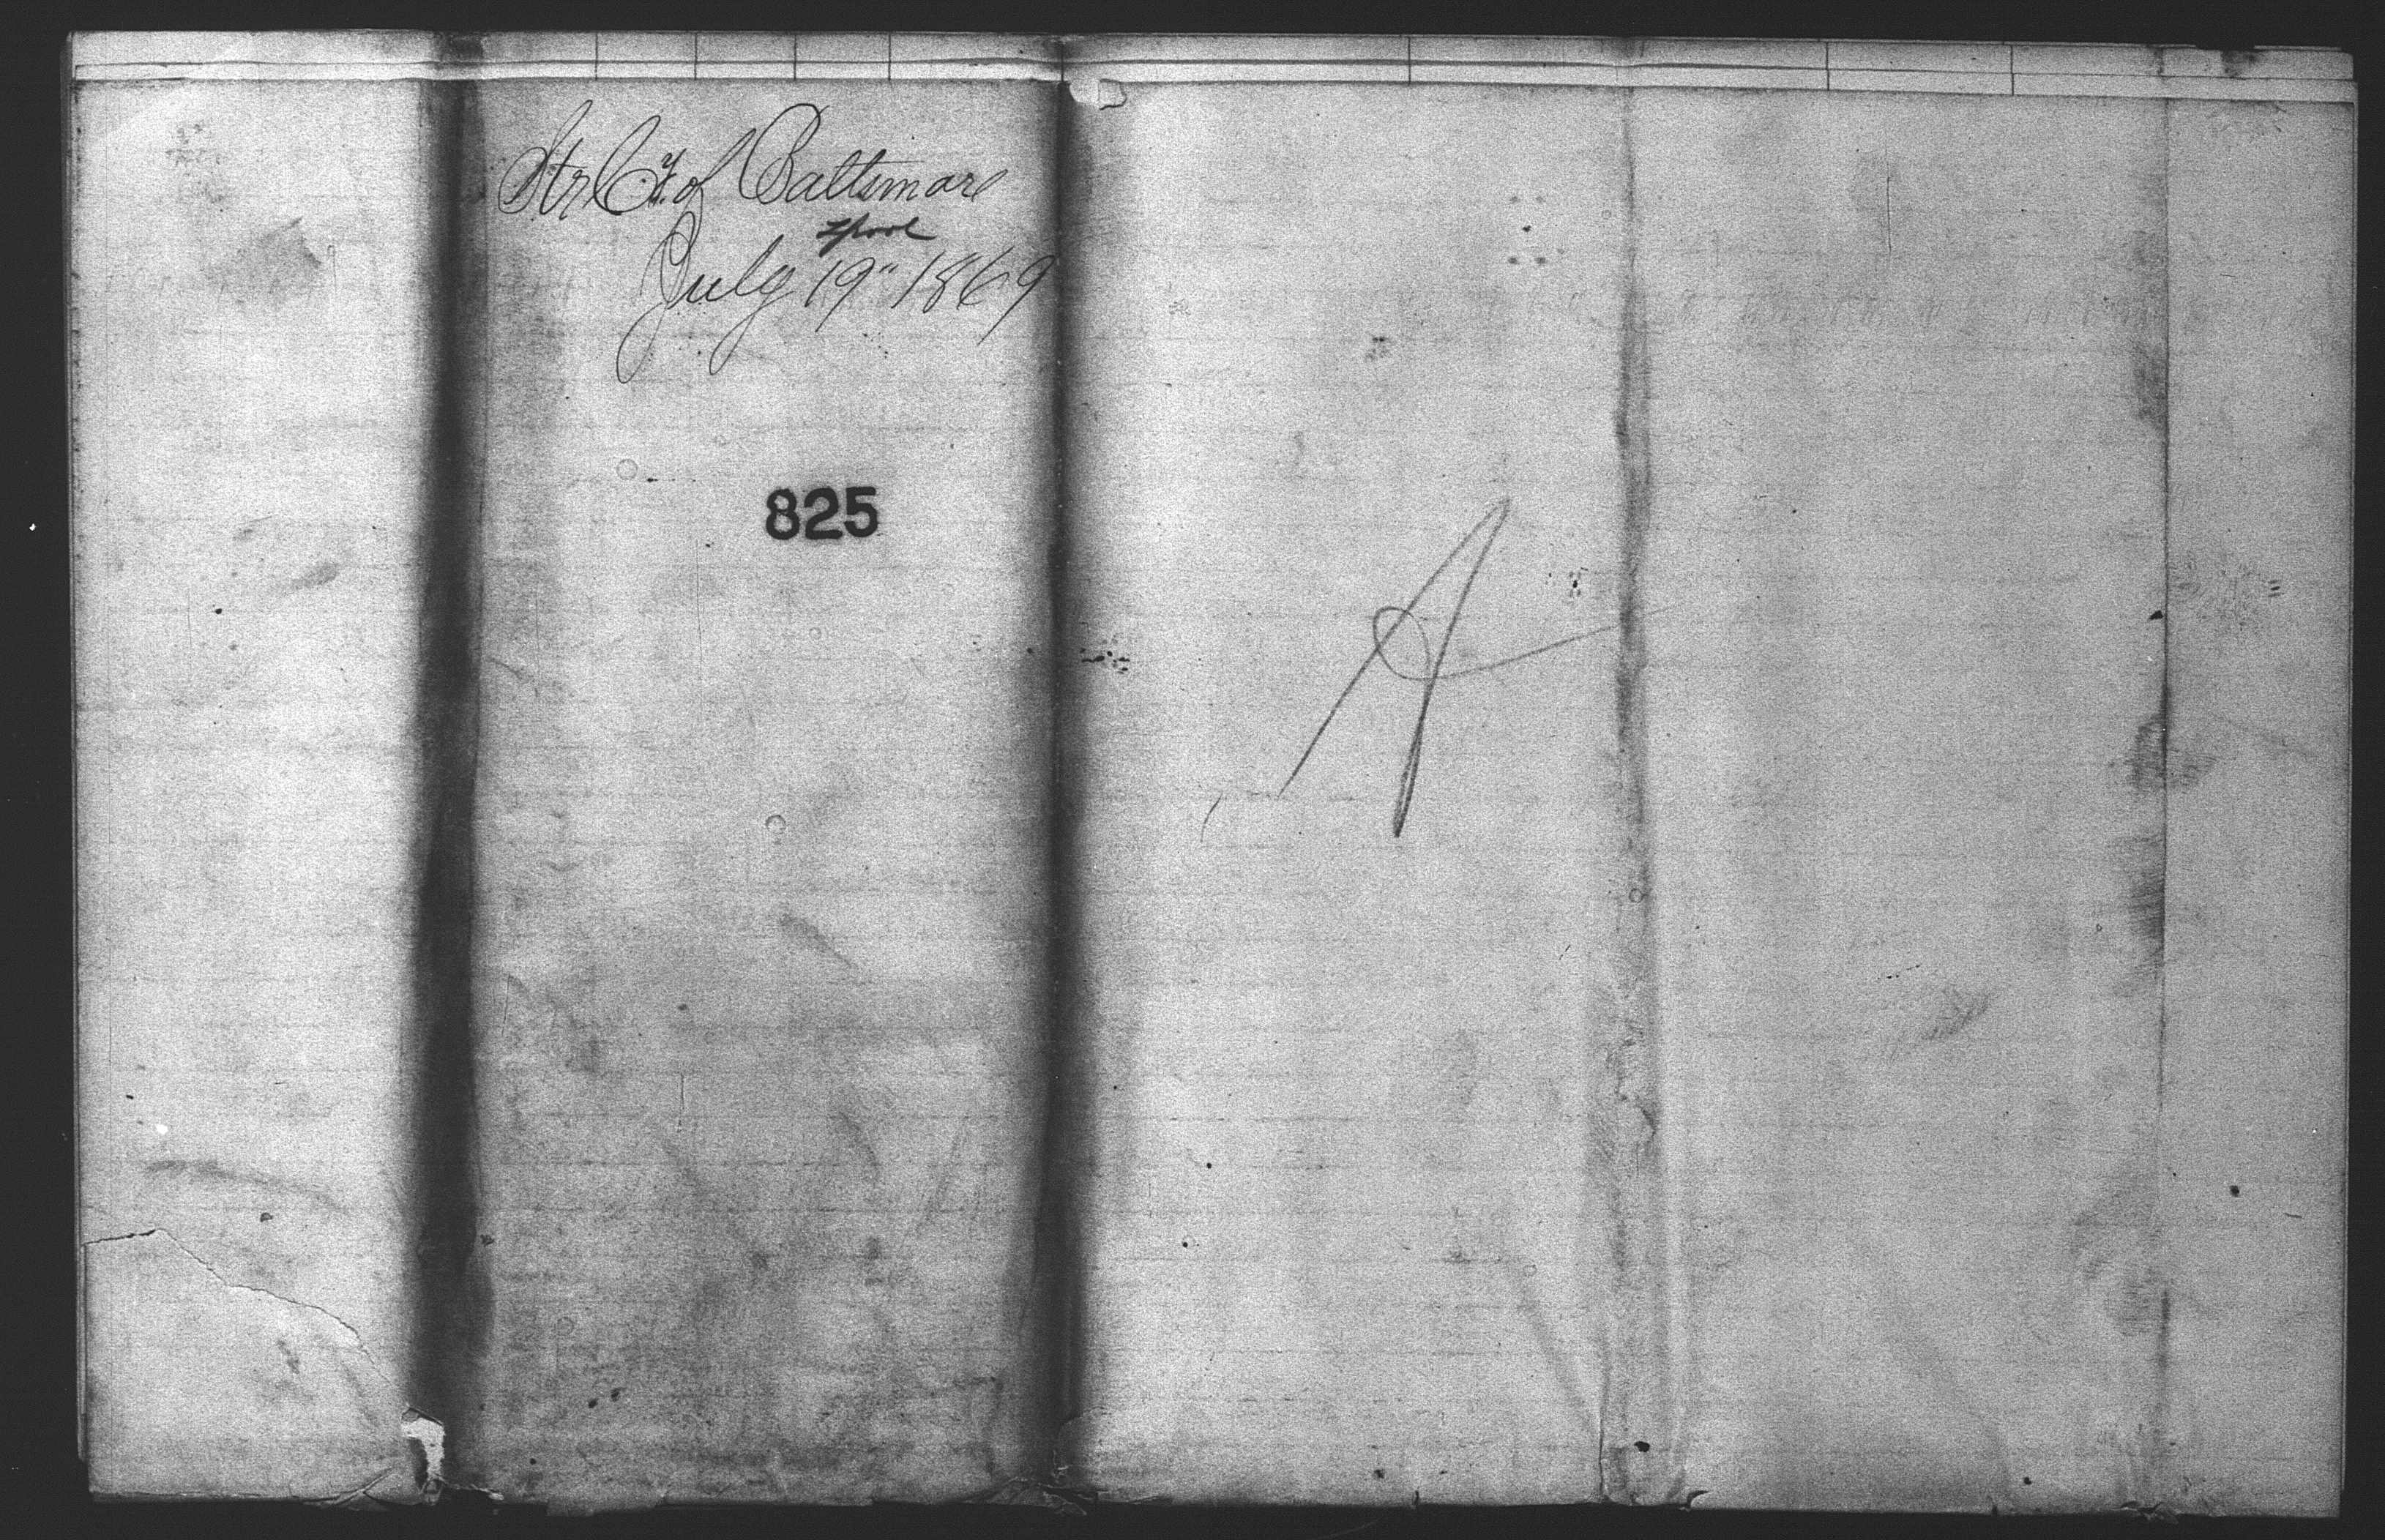 Str Cy. of Baltimore
Lpool
July 19" 1869
825
A